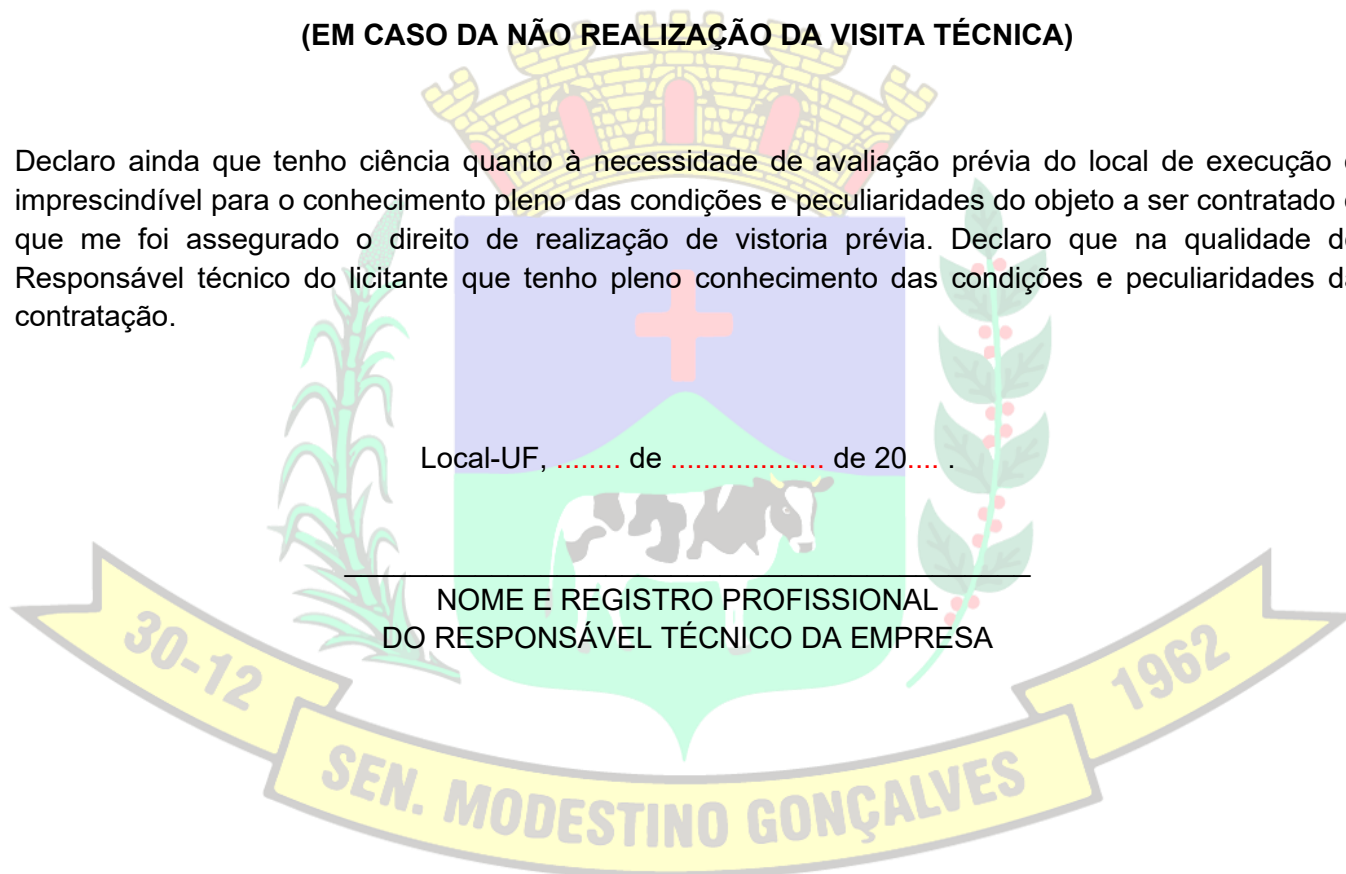 (EM CASO DA NÃO REALIZAÇÃO DA VISITA TÉCNICA)
Declaro ainda que tenho ciência quanto à necessidade de avaliação prévia do local de execução é
imprescindível para o conhecimento pleno das condições e peculiaridades do objeto a ser contratado e
que me foi assegurado o direito de realização de vistoria prévia. Declaro que na qualidade de
Responsável técnico do licitante que tenho pleno conhecimento das condições e peculiaridades da
contratação.
Local-UF, ........ de ................... de 20.... .
NOME E REGISTRO PROFISSIONAL
DO RESPONSÁVEL TÉCNICO DA EMPRESA
30-12
1962
SEN. MODESTINO GONÇALVES